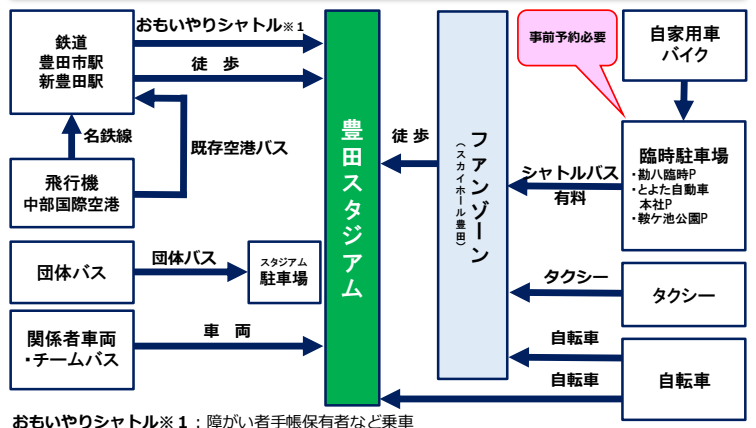 鉄道
豊田市駅
新豊田駅
おもいやりシャトル※1
徒 歩
名鉄線
既存空港バス
飛行機
中部国際空港
団体バス
団体バス
スタジアム
駐車場
関係者車両
・チームバス
車 両
豊田スタジアム
徒 歩
ファンゾーン
（スカイホール豊田）
事前予約必要
自家用車
バイク
臨時駐車場
・勘八臨時P
・とよた自動車
本社P
・鞍ケ池公園P
シャトルバス
有料
タクシー
タクシー
自転車
自転車
自転車
おもいやりシャトル※1：障がい者手帳保有者など乗車